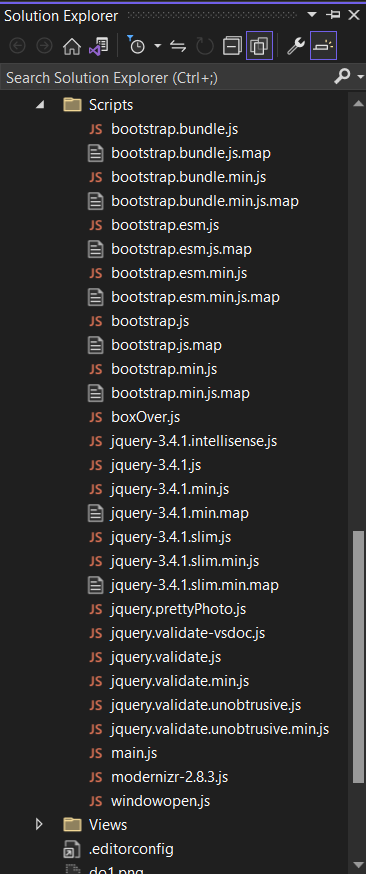 Solution Explorer
Search Solution Explorer (Ctrl+;)
Scripts
JS bootstrap.bundle.js
bootstrap.bundle.js.map
JS bootstrap.bundle.min.js
bootstrap.bundle.min.js.map
JS bootstrap.esm.js
bootstrap.esm.js.map
JS bootstrap.esm.min.js
bootstrap.esm.min.js.map
JS bootstrap.js
bootstrap.js.map
JS bootstrap.min.js
bootstrap.min.js.map
JS boxOver.js
JS jquery-3.4.1.intellisense.js
JS jquery-3.4.1.js
JS jquery-3.4.1.min.js
jquery-3.4.1.min.map
JS jquery-3.4.1.slim.js
JS jquery-3.4.1.slim.min.js
jquery-3.4.1.slim.min.map
JS jquery.prettyPhoto.js
JS jquery.validate-vsdoc.js
JS jquery.validate.js
JS jquery.validate.min.js
JS jquery.validate.unobtrusive.js
JS jquery.validate.unobtrusive.min.js
JS main.js
JS modernizr-2.8.3.js
JS windowopen.js
Views
.editorconfig